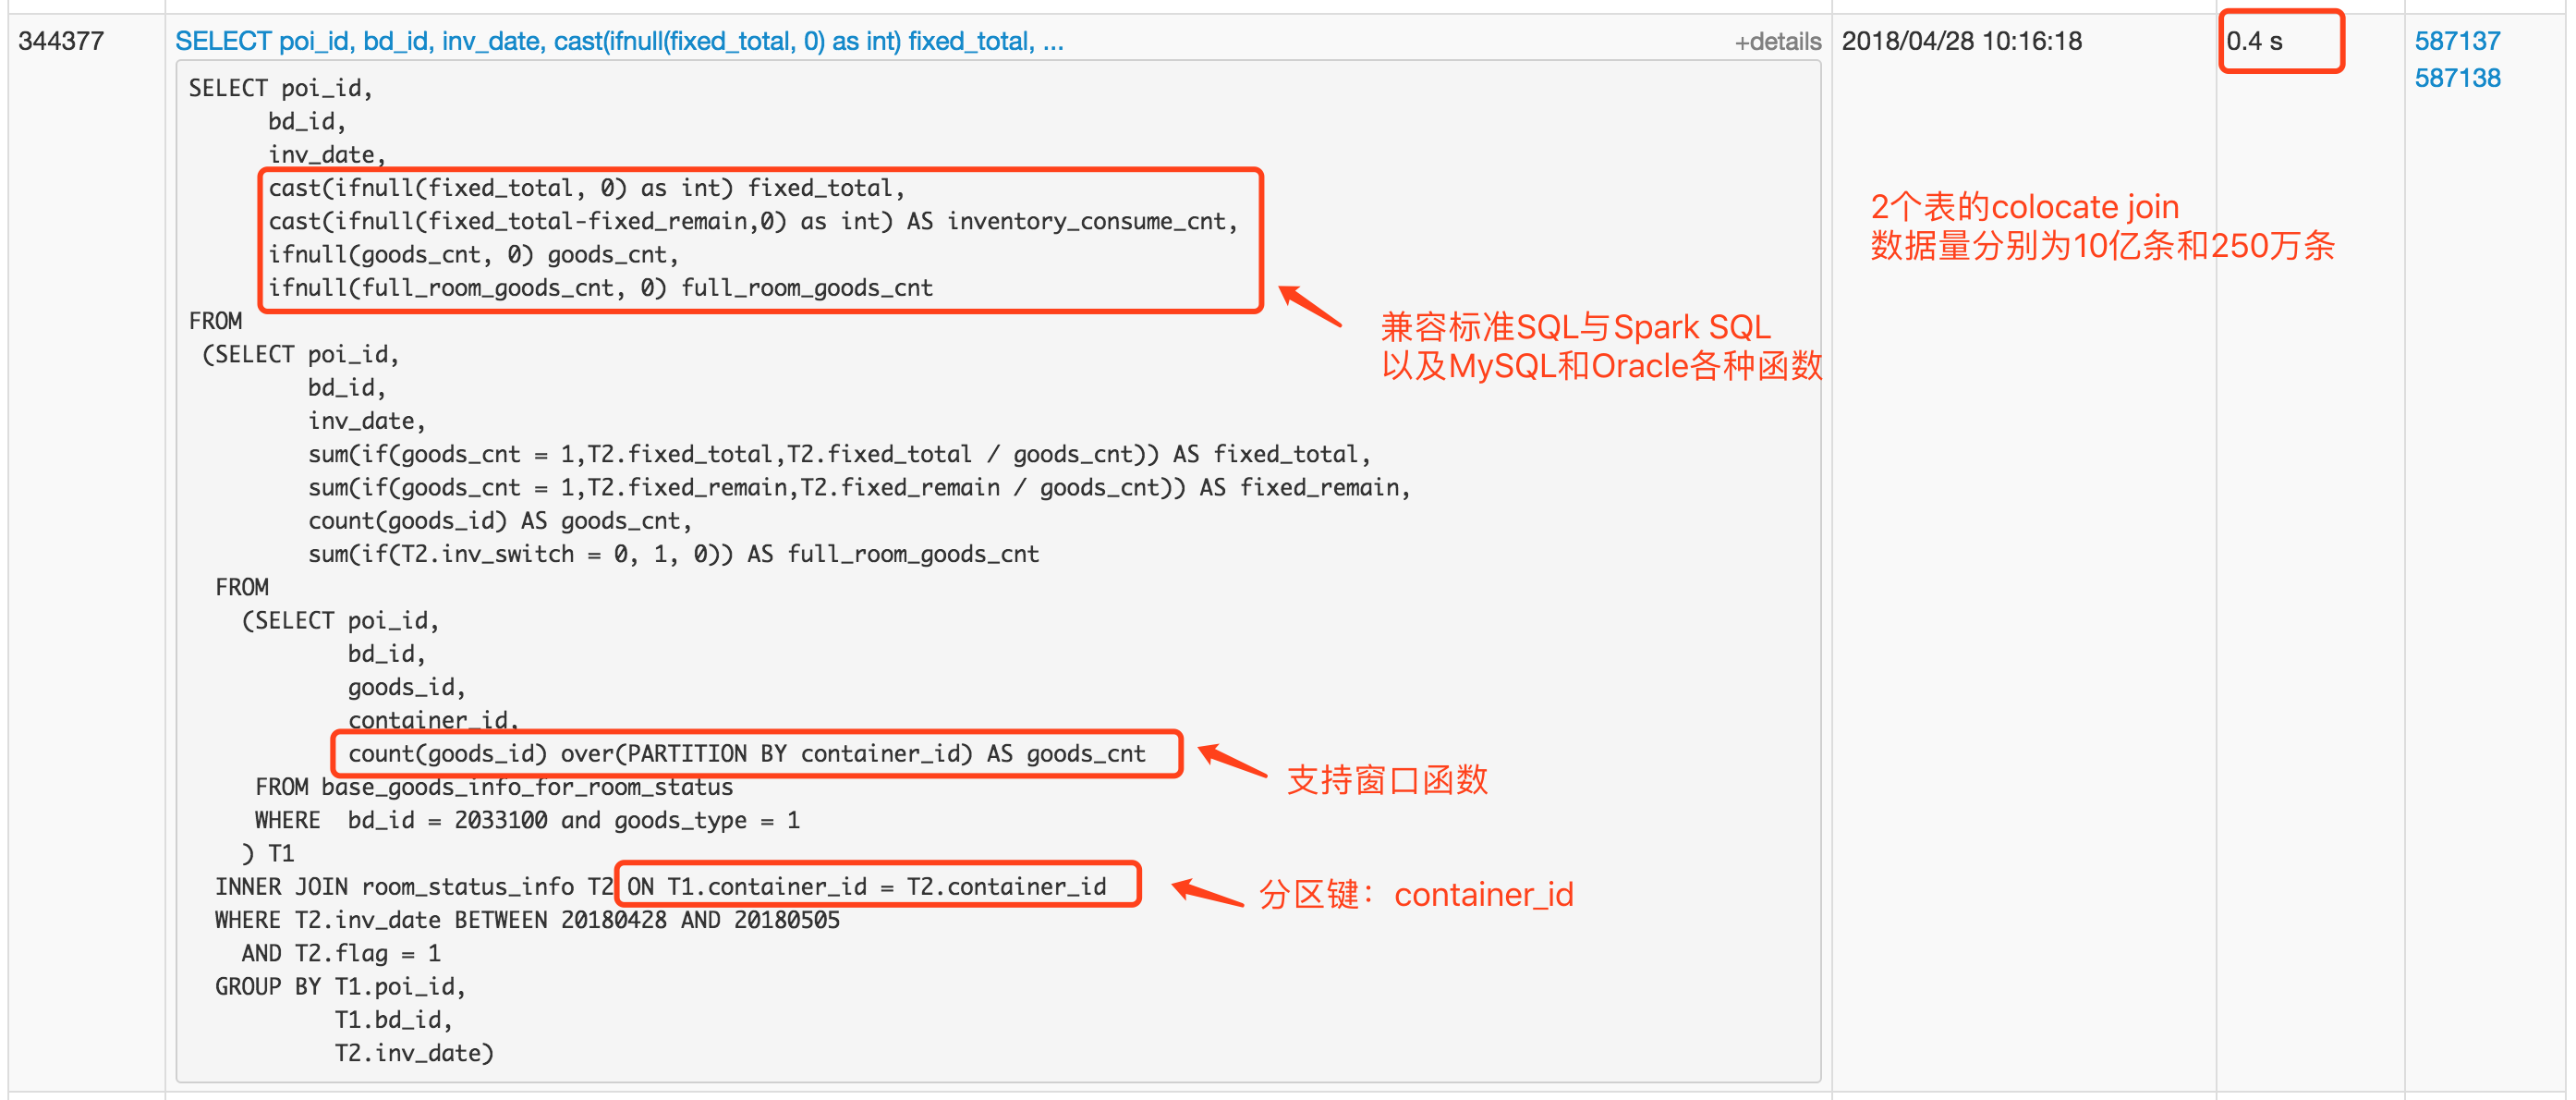 344377
SELECT poi_id, bd_id, inv_date, cast(ifnull(fixed_total, 0) as int) fixed_total, ...
+details
2018/04/28 10:16:18
0.4 s
587137
587138
SELECT poi_id,
bd_id,
inv_date,
cast(ifnull(fixed_total, 0) as int) fixed_total,
cast(ifnull(fixed_total-fixed_remain,0) as int) AS inventory_consume_cnt,
ifnull(goods_cnt, 0) goods_cnt,
ifnull(full_room_goods_cnt, 0) full_room_goods_cnt
2个表的colocate join
数据量分别为10亿条和250万条
兼容标准SQL与Spark SQL
以及MySQL和Oracle各种函数
FROM
(SELECT poi_id,
bd_id,
inv_date,
sum(if(goods_cnt = 1,T2.fixed_total,T2.fixed_total / goods_cnt)) AS fixed_total,
sum(if(goods_cnt = 1,T2.fixed_remain,T2.fixed_remain / goods_cnt)) AS fixed_remain,
count(goods_id) AS goods_cnt,
sum(if(T2.inv_switch = 0, 1, 0)) AS full_room_goods_cnt
FROM
(SELECT poi_id,
bd_id,
goods_id,
container_id,
count(goods_id) over(PARTITION BY container_id) AS goods_cnt
支持窗口函数
FROM base_goods_info_for_room_status
WHERE  bd_id = 2033100 and goods_type = 1
) T1
INNER JOIN room_status_info T2 ON T1.container_id = T2.container_id
分区键：container_id
WHERE T2.inv_date BETWEEN 20180428 AND 20180505
AND T2.flag = 1
GROUP BY T1.poi_id,
T1.bd_id,
T2.inv_date)